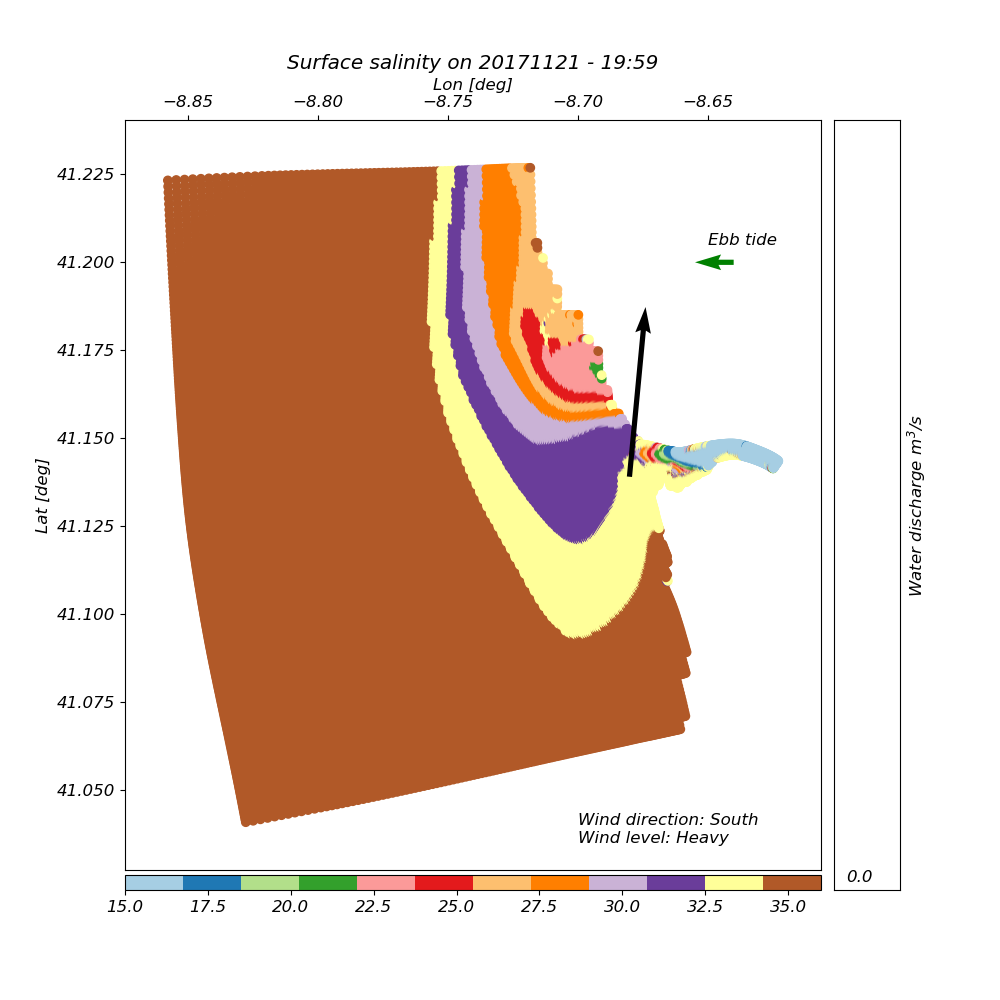 Surface salinity on 20171121 - 19:59
Lon [deg]
−8.85 −8.80 −8.75 −8.70 −8.65
41.225
41.200
41.175
41.150
41.125
41.100
41.075
41.050
Lat [deg]
Ebb tide
Wind direction: South
Wind level: Heavy
Water discharge m³/s
0.0
15.0 17.5 20.0 22.5 25.0 27.5 30.0 32.5 35.0